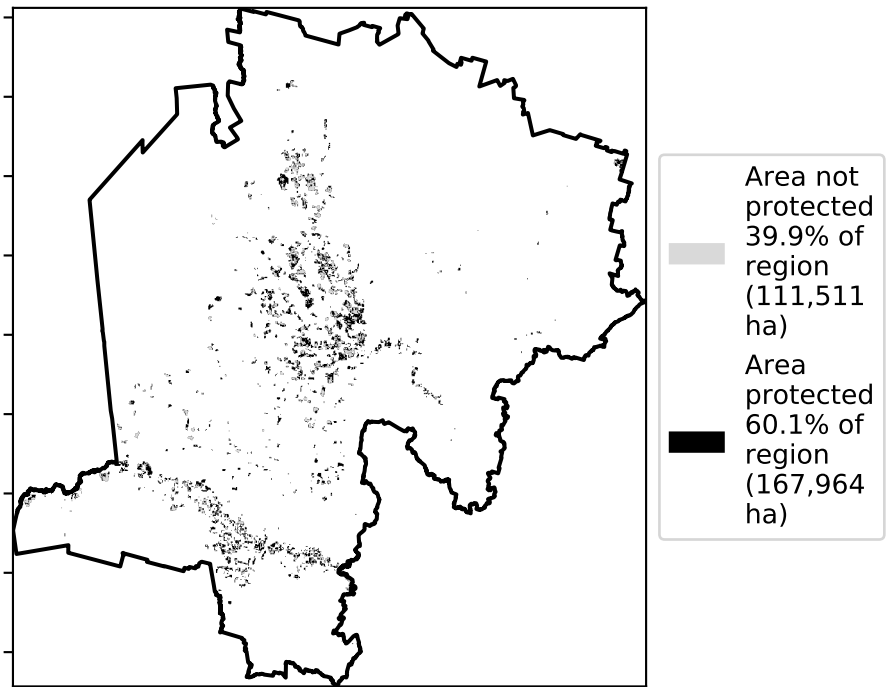 Area not
protected
39.9% of
region
(111,511
ha)
Area
protected
60.1% of
region
(167,964
ha)